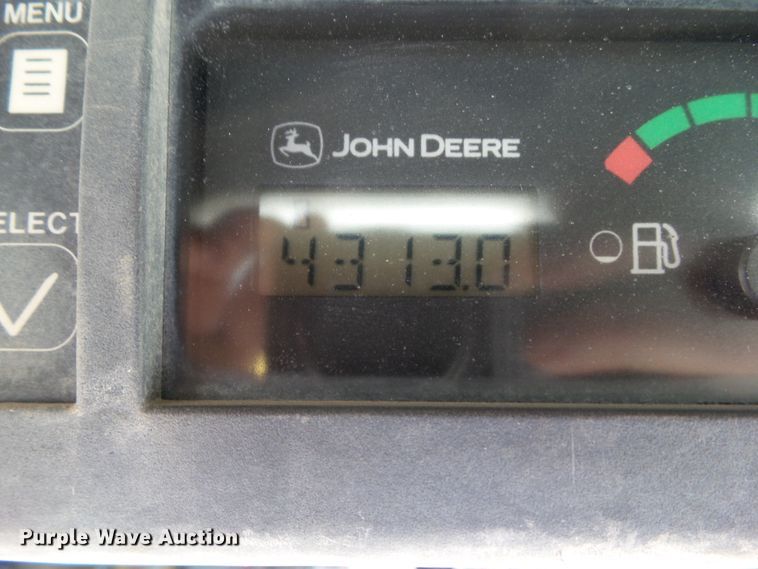 MENU
JOHN DEERE
ELECT
4313.0
Purple Wave Auction